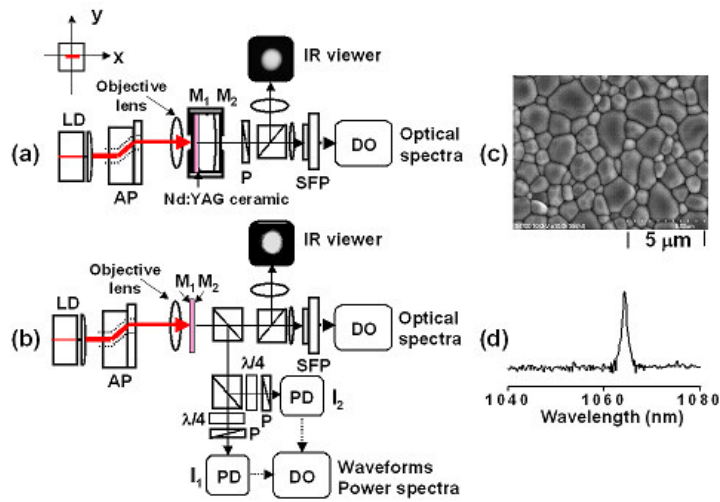 y
x
IR viewer
Objective
lens
M1 M2
LD
(a)
DO
Optical
spectra
AP
P
SFP
Nd:YAG ceramic
(c)
5 μm
IR viewer
Objective
lens
M1 M2
LD
(b)
DO
Optical
spectra
AP
SFP
λ/4
PD
I2
P
λ/4
P
I1
PD
DO
Waveforms
Power spectra
(d)
1040 1060 1080
Wavelength (nm)